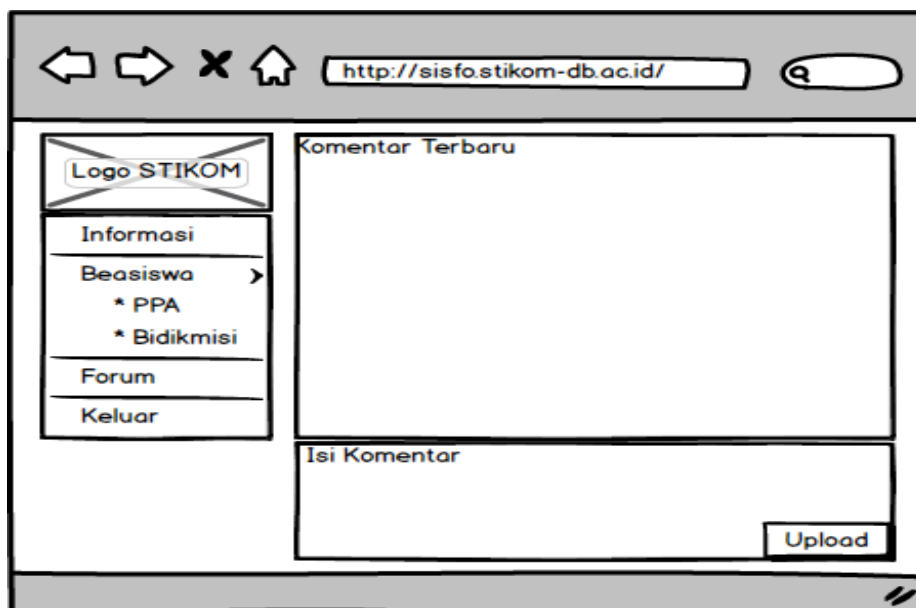 http://sisfo.stikom-db.ac.id/
Logo STIKOM
Informasi
Beasiswa
* PPA
* Bidikmisi
Forum
Keluar
Komentar Terbaru
Isi Komentar
Upload